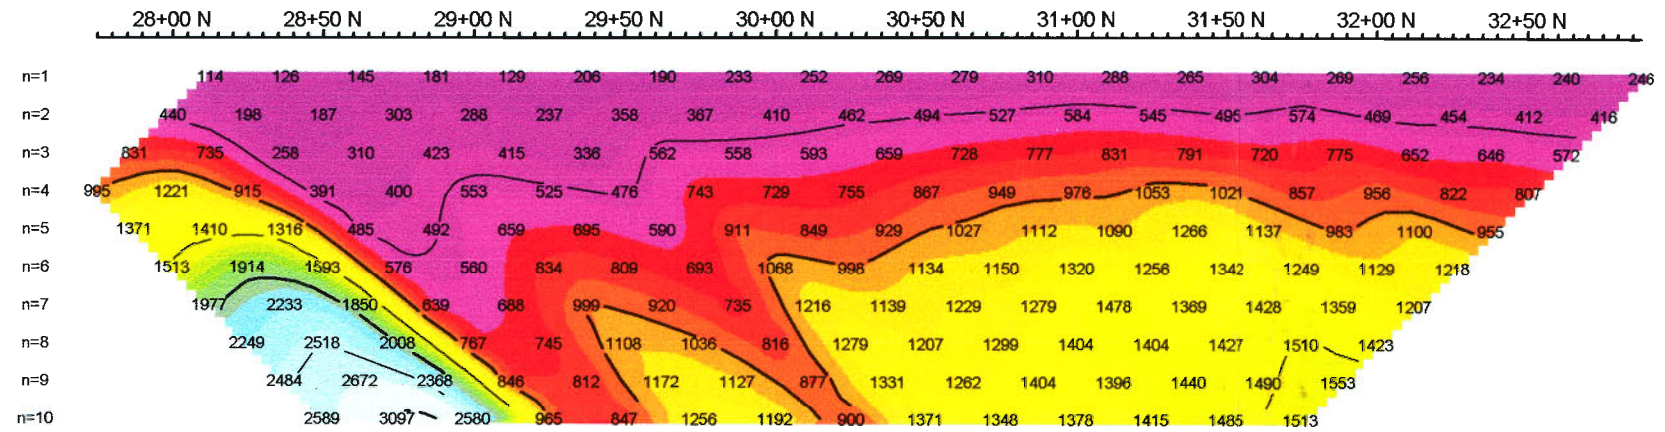 28+00 N 28+50 N 29+00 N 29+50 N 30+00 N 30+50 N 31+00 N 31+50 N 32+00 N 32+50 N
n=1 114 126 145 181 129 206 190 233 252 269 279 310 288 265 304 269 256 234 240 246
n=2 440 198 187 303 288 237 358 367 410 462 494 527 584 545 495 574 469 454 412 416
n=3 831 735 258 310 423 415 336 562 558 593 659 728 777 831 791 720 775 652 646 572
n=4 995 1221 915 391 400 553 525 476 743 729 755 867 949 976 1053 1021 857 956 822 807
n=5 1371 1410 1316 485 492 659 695 590 911 849 929 1027 1112 1090 1266 1137 983 1100 955
n=6 1513 1914 1593 576 560 834 809 693 1068 998 1134 1150 1320 1256 1342 1249 1129 1218
n=7 1977 2233 1850 639 688 999 920 735 1216 1139 1229 1279 1478 1369 1428 1359 1207
n=8 2249 2518 2008 767 745 1108 1036 816 1279 1207 1299 1404 1404 1427 1510 1423
n=9 2484 2672 2368 846 812 1172 1127 877 1331 1262 1404 1396 1440 1490 1553
n=10 2589 3097 2580 965 847 1256 1192 900 1371 1348 1378 1415 1485 1513